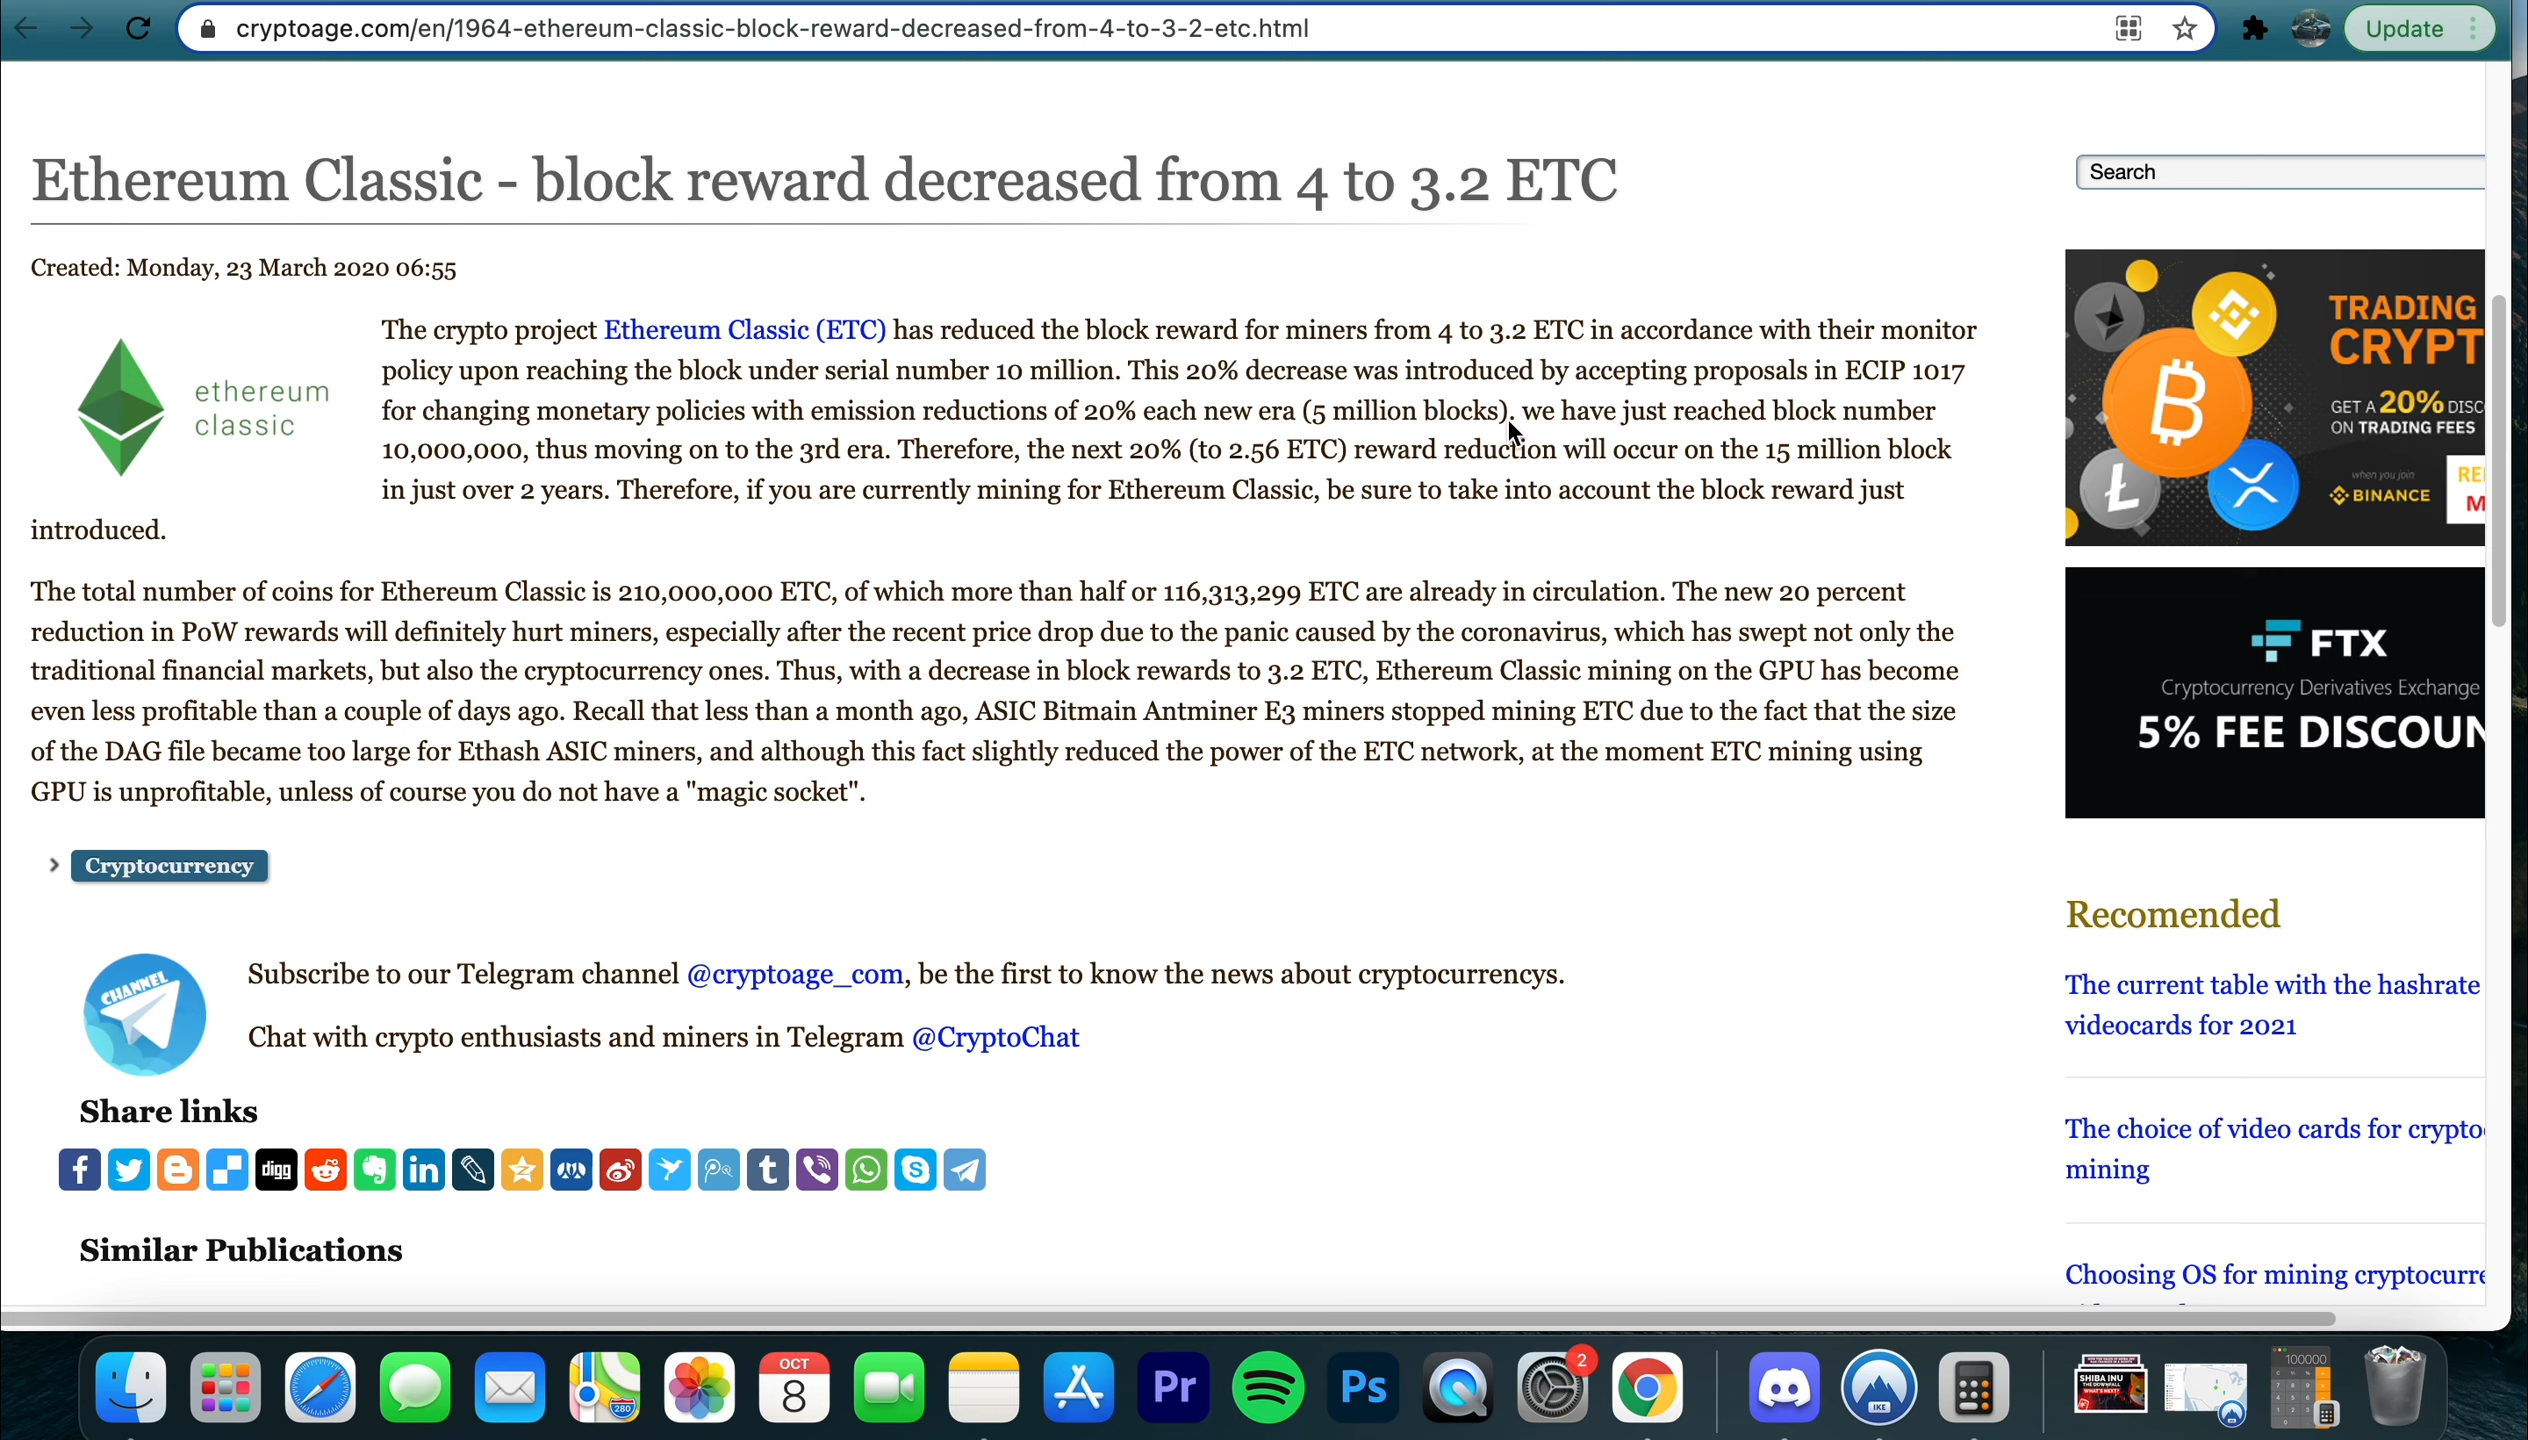 cryptoage.com/en/1964-ethereum-classic-block-reward-decreased-from-4-to-3-2-etc.html
Update
Ethereum Classic - block reward decreased from 4 to 3.2 ETC
Search
Created: Monday, 23 March 2020 06:55
ethereum
classic
The crypto project Ethereum Classic (ETC) has reduced the block reward for miners from 4 to 3.2 ETC in accordance with their monitor
policy upon reaching the block under serial number 10 million. This 20% decrease was introduced by accepting proposals in ECIP 1017
for changing monetary policies with emission reductions of 20% each new era (5 million blocks). we have just reached block number
10,000,000, thus moving on to the 3rd era. Therefore, the next 20% (to 2.56 ETC) reward reduction will occur on the 15 million block
in just over 2 years. Therefore, if you are currently mining for Ethereum Classic, be sure to take into account the block reward just
introduced.
The total number of coins for Ethereum Classic is 210,000,000 ETC, of which more than half or 116,313,299 ETC are already in circulation. The new 20 percent
reduction in PoW rewards will definitely hurt miners, especially after the recent price drop due to the panic caused by the coronavirus, which has swept not only the
traditional financial markets, but also the cryptocurrency ones. Thus, with a decrease in block rewards to 3.2 ETC, Ethereum Classic mining on the GPU has become
even less profitable than a couple of days ago. Recall that less than a month ago, ASIC Bitmain Antminer E3 miners stopped mining ETC due to the fact that the size
of the DAG file became too large for Ethash ASIC miners, and although this fact slightly reduced the power of the ETC network, at the moment ETC mining using
GPU is unprofitable, unless of course you do not have a "magic socket".
Cryptocurrency
CHANNEL
Subscribe to our Telegram channel @cryptoage_com, be the first to know the news about cryptocurrencys.
Chat with crypto enthusiasts and miners in Telegram @CryptoChat
Share links
digg
Similar Publications
TRADING
CRYPT
GET A 20% DISC
ON TRADING FEES
when you join
BINANCE
RE
M
FTX
Cryptocurrency Derivatives Exchange
5% FEE DISCOUN
Recomended
The current table with the hashrate
videocards for 2021
The choice of video cards for crypto
mining
Choosing OS for mining cryptocurre
280
OCT
8
Pr
Ps
2
IKE
SHIBA INU
THE DOWNFALL
WHAT'S NEXT?
100000